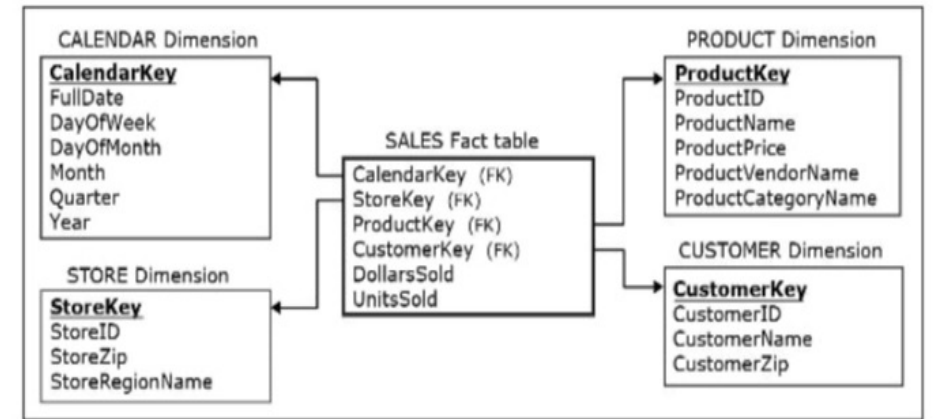 CALENDAR Dimension
CalendarKey
FullDate
DayOfWeek
DayOfMonth
Month
Quarter
Year
STORE Dimension
StoreKey
StoreID
StoreZip
StoreRegionName
SALES Fact table
CalendarKey (FK)
StoreKey (FK)
ProductKey (FK)
CustomerKey (FK)
DollarsSold
UnitsSold
PRODUCT Dimension
ProductKey
ProductID
ProductName
ProductPrice
ProductVendorName
ProductCategoryName
CUSTOMER Dimension
CustomerKey
CustomerID
CustomerName
CustomerZip